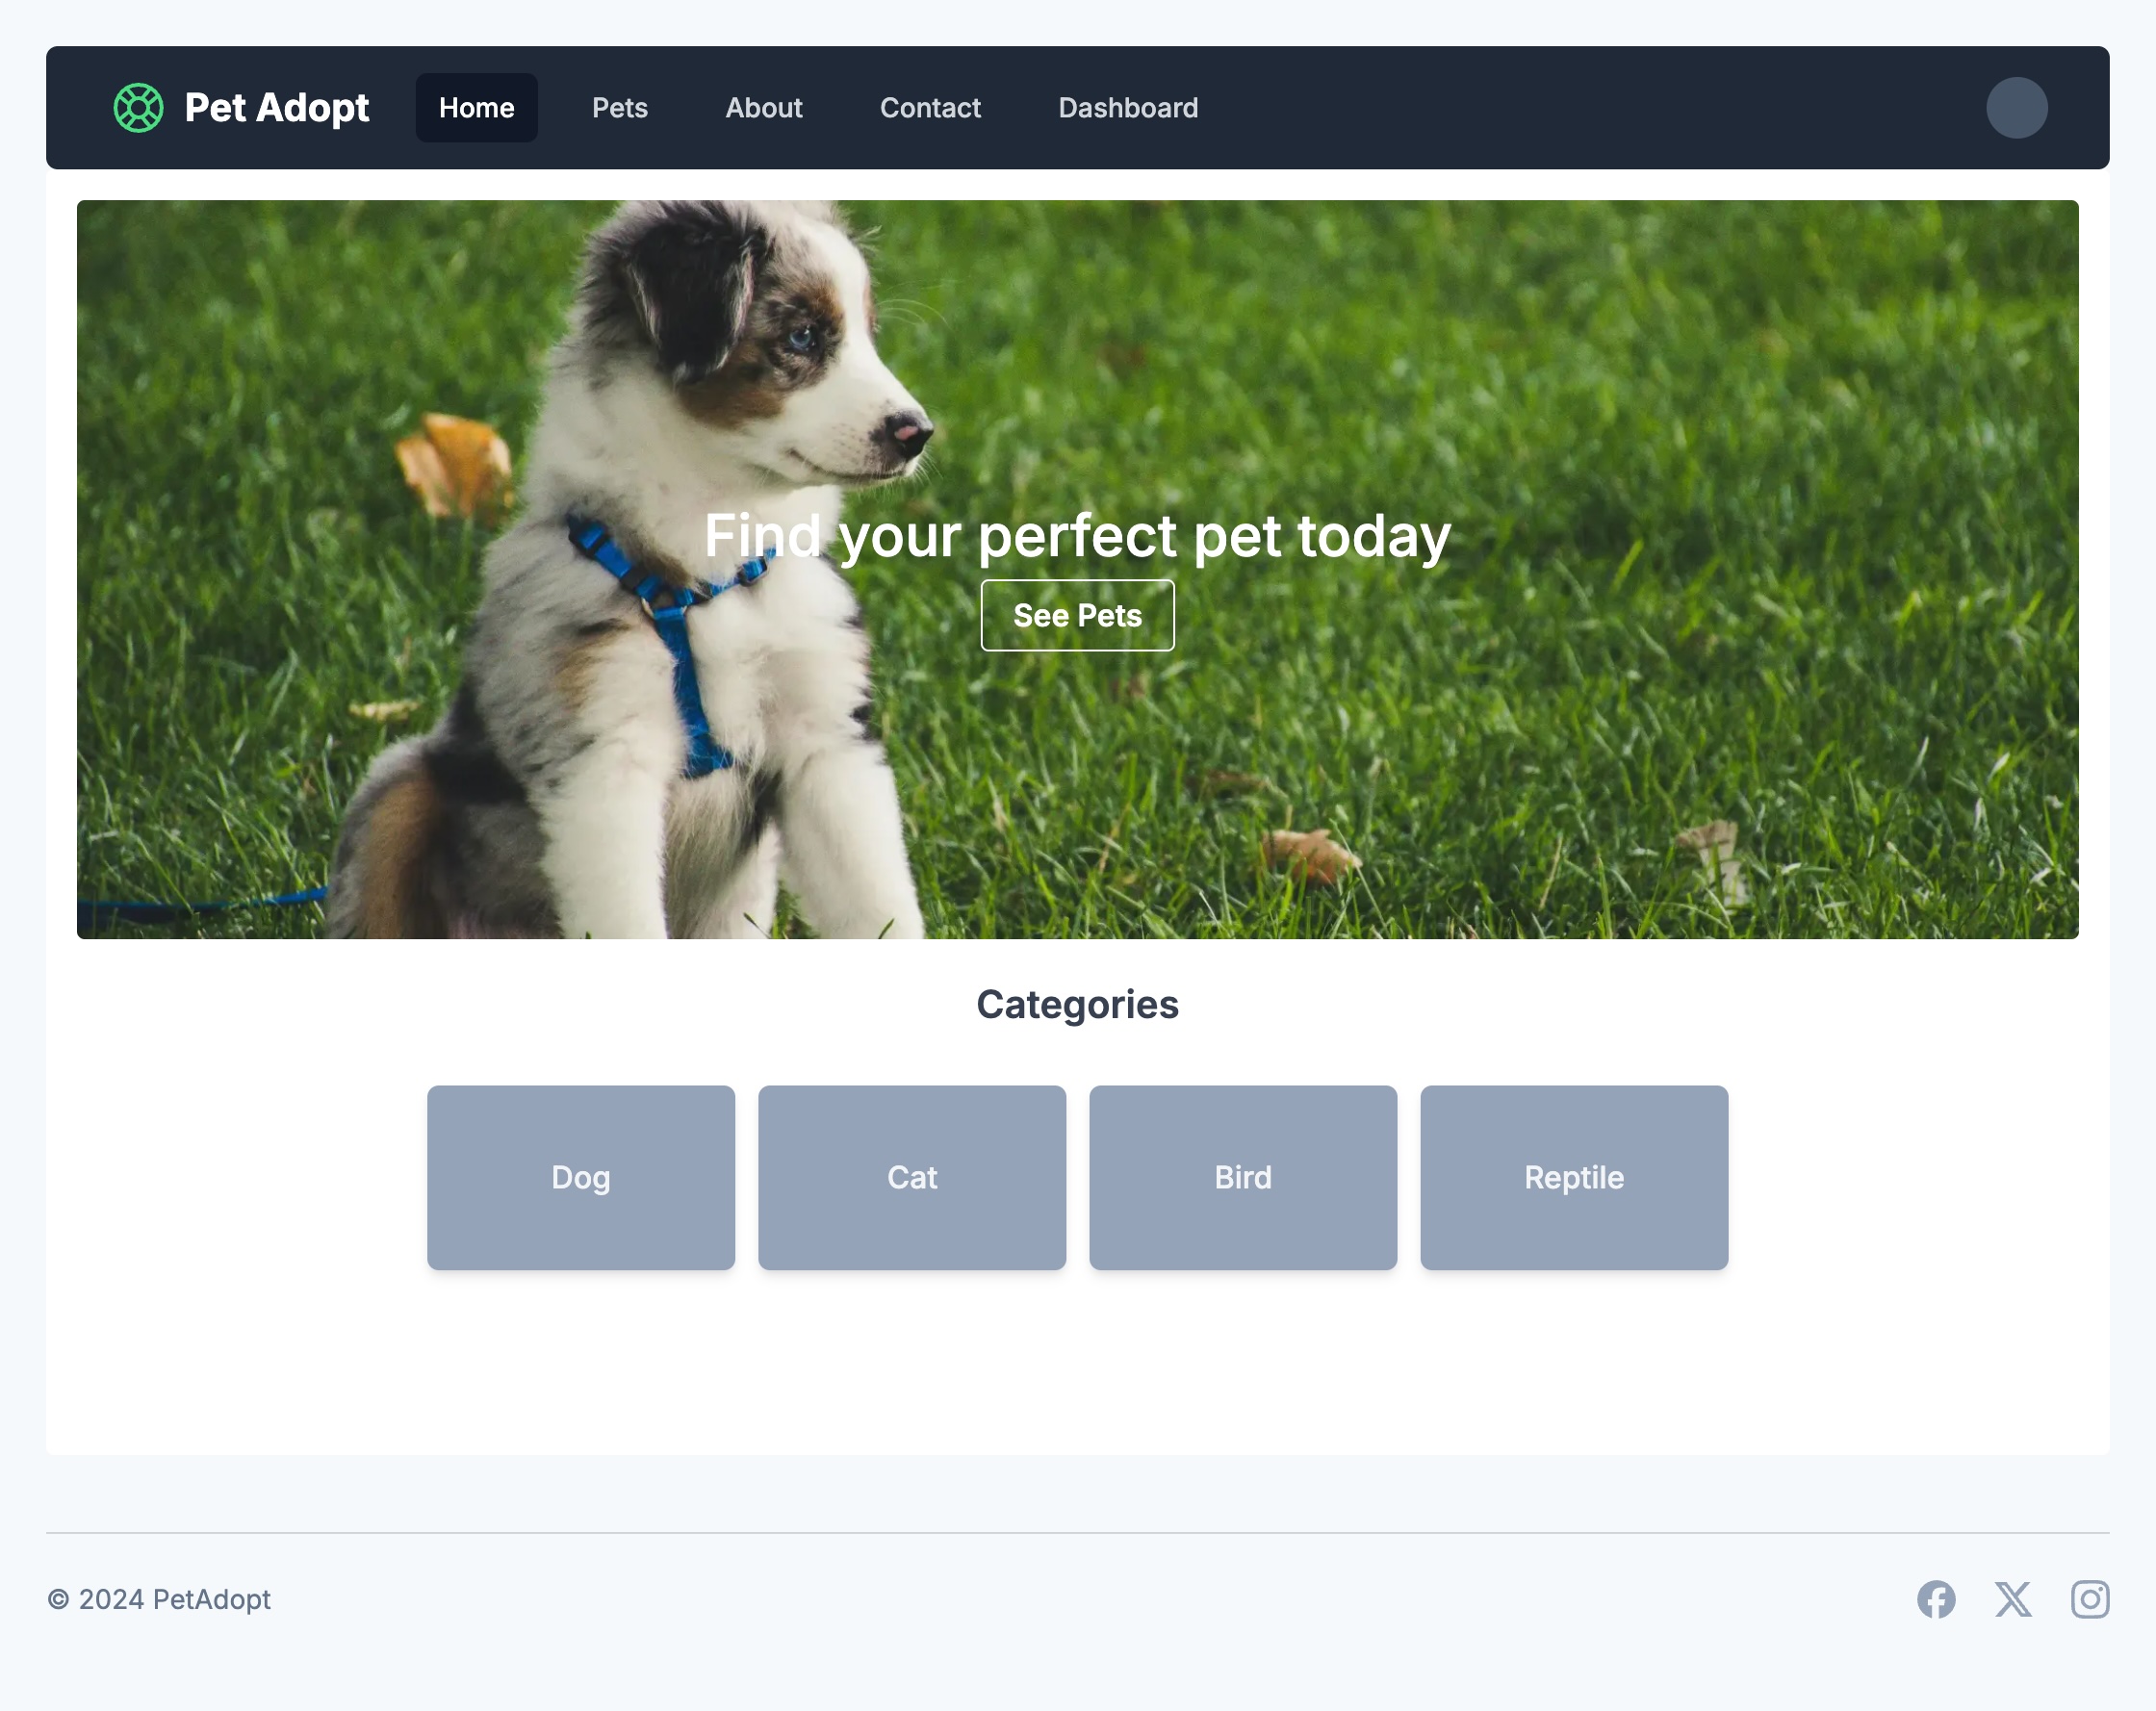 Pet Adopt
Home
Pets
About
Contact
Dashboard
Find your perfect pet today
See Pets
Categories
Dog
Cat
Bird
Reptile
© 2024 PetAdopt